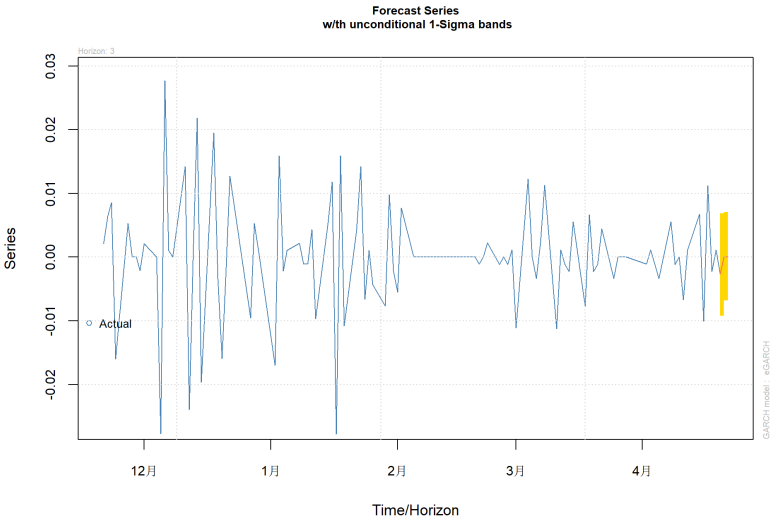 Forecast Series
w/th unconditional 1-Sigma bands
Horizon: 3
0.03
0.02
0.01
0.00
-0.01
-0.02
Series
Actual
12月
1月
2月
3月
4月
Time/Horizon
GARCH model : eGARCH